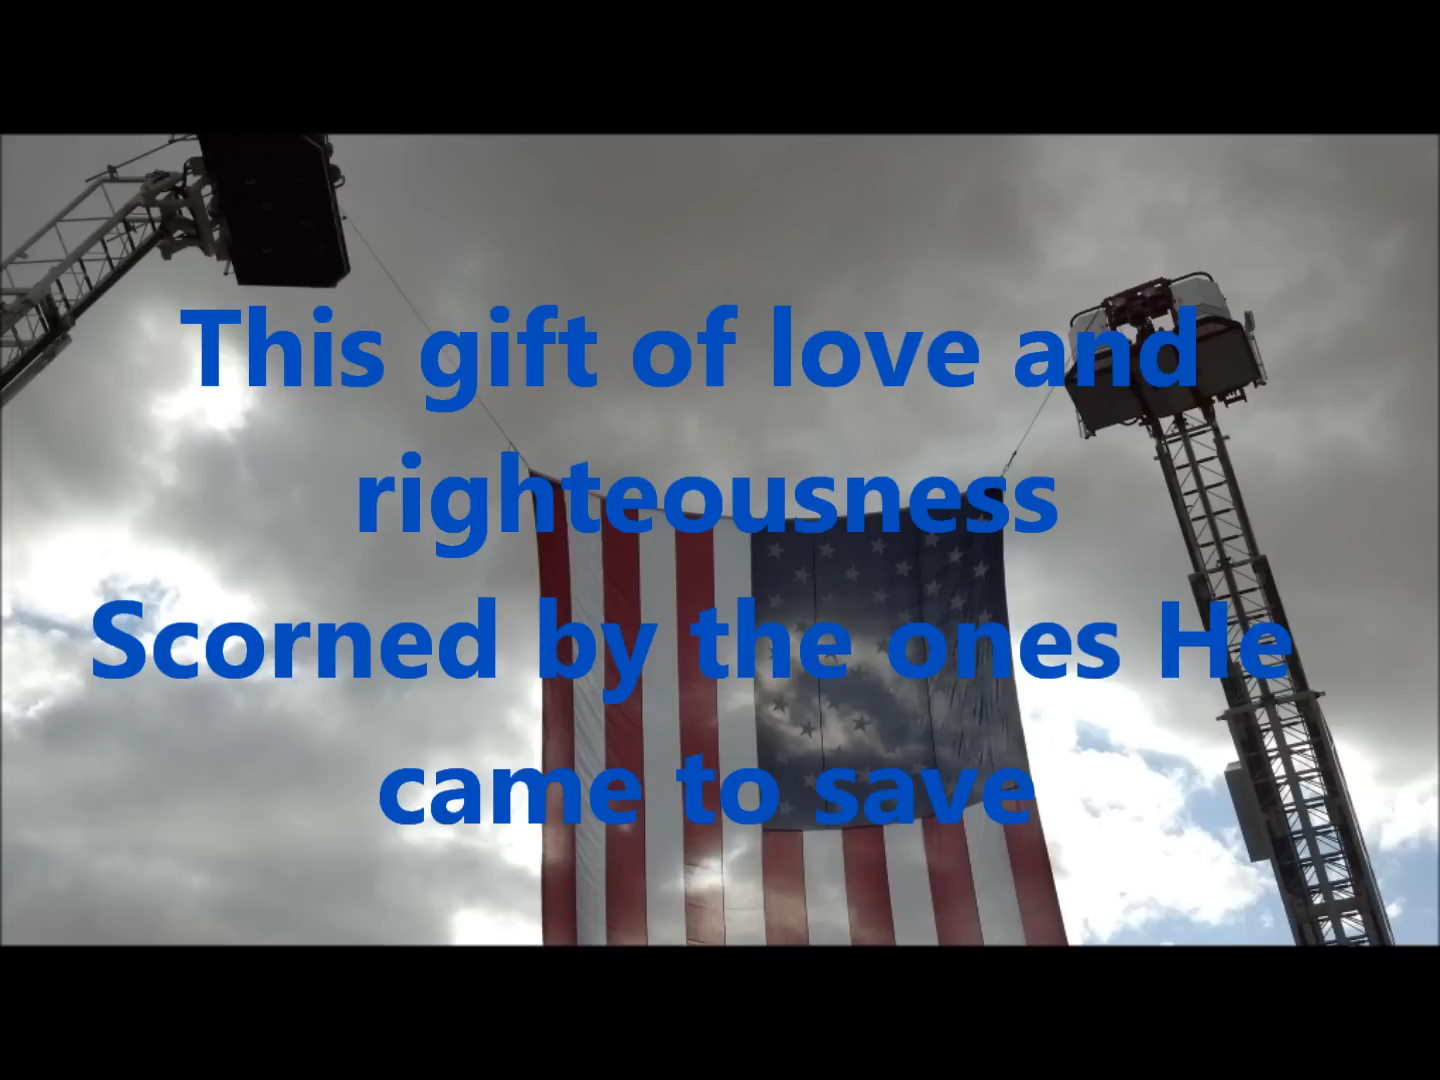 This gift of love and
righteousness
Scorned by the ones He
came to save